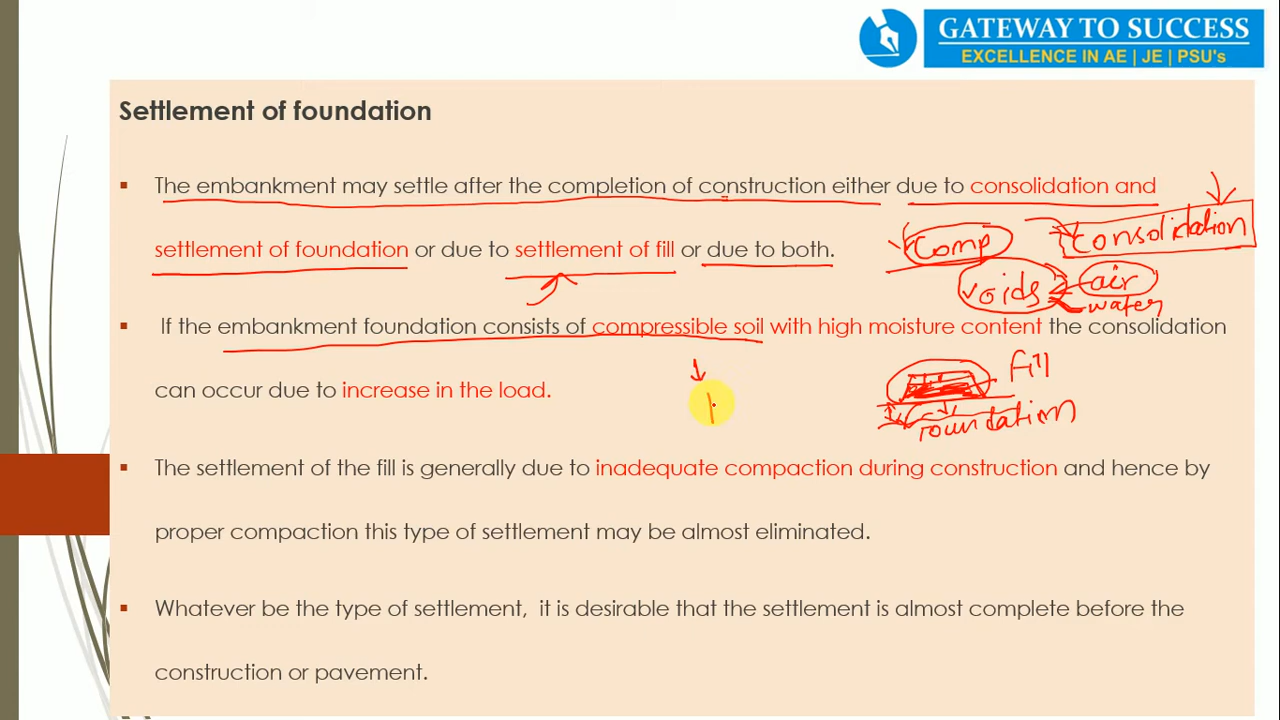 GATEWAY TO SUCCESS
EXCELLENCE IN AE | JE | PSU's
Settlement of foundation
▪ The embankment may settle after the completion of construction either due to consolidation and
settlement of foundation or due to settlement of fill or due to both.
Comp
Consolidation
voids
air
water
▪ If the embankment foundation consists of compressible soil with high moisture content the consolidation
can occur due to increase in the load.
fill
foundation
▪ The settlement of the fill is generally due to inadequate compaction during construction and hence by
proper compaction this type of settlement may be almost eliminated.
▪ Whatever be the type of settlement, it is desirable that the settlement is almost complete before the
construction or pavement.